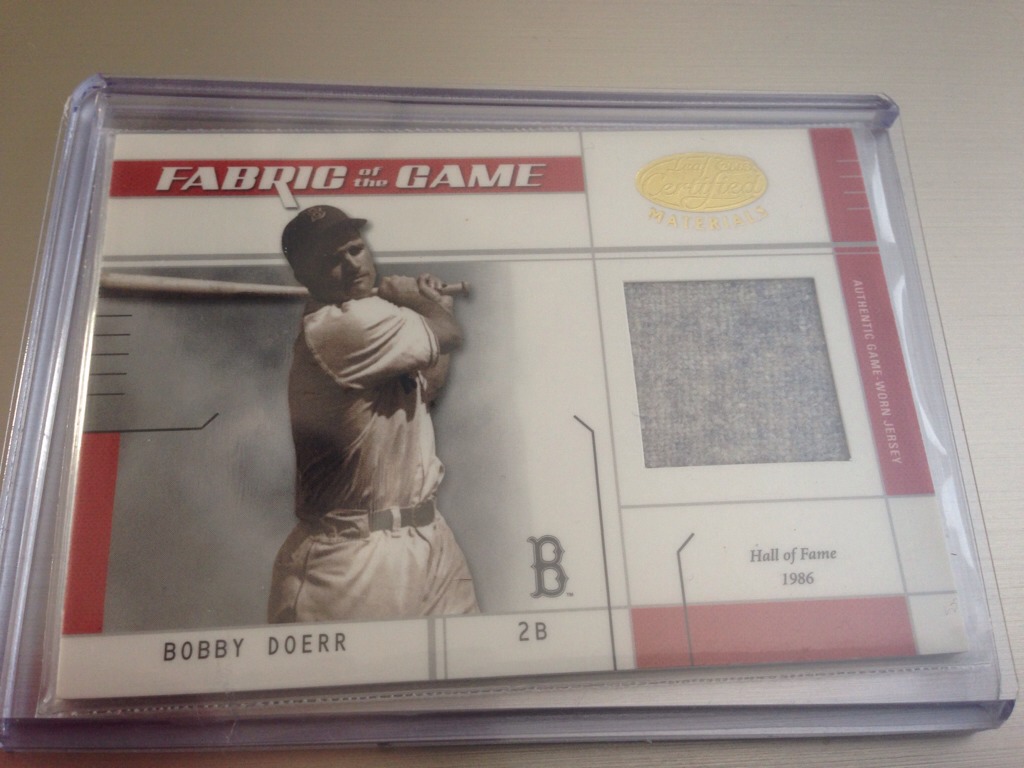 FABRIC of the GAME
Leaf
Certified
MATERIALS
AUTHENTIC GAME-WORN JERSEY
B
B
Hall of Fame
1986
BOBBY DOERR
2B